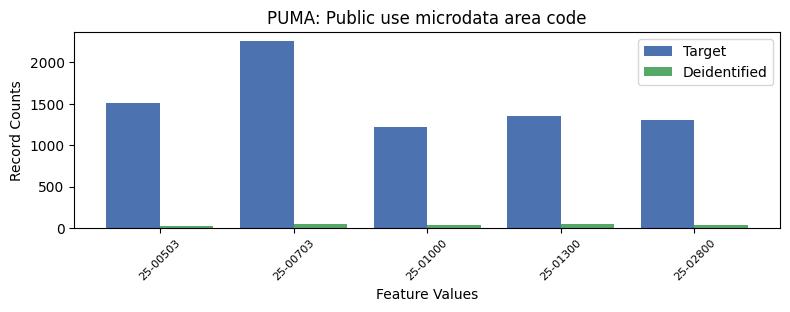 PUMA: Public use microdata area code
Target
Deidentified
Record Counts
2000
1500
1000
500
0
25-00503
25-00703
25-01000
25-01300
25-02800
Feature Values